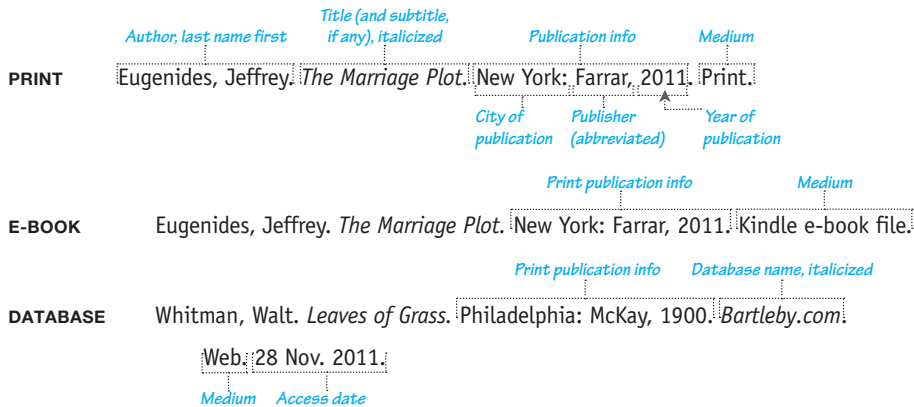 Title (and subtitle,
Author, last name first if any), italicized Publication info Medium
PRINT Eugenides, Jeffrey. The Marriage Plot. New York: Farrar, 2011. Print.
City of Publisher Year of
publication (abbreviated) publication
Print publication info Medium
E-BOOK Eugenides, Jeffrey. The Marriage Plot. New York: Farrar, 2011. Kindle e-book file.
Print publication info Database name, italicized
DATABASE Whitman, Walt. Leaves of Grass. Philadelphia: McKay, 1900. Bartleby.com.
Web. 28 Nov. 2011.
Medium Access date